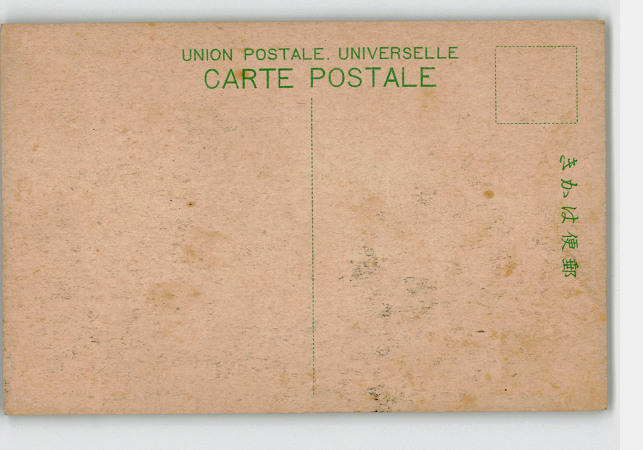 UNION POSTALE. UNIVERSELLE
CARTE POSTALE
きかは便郵